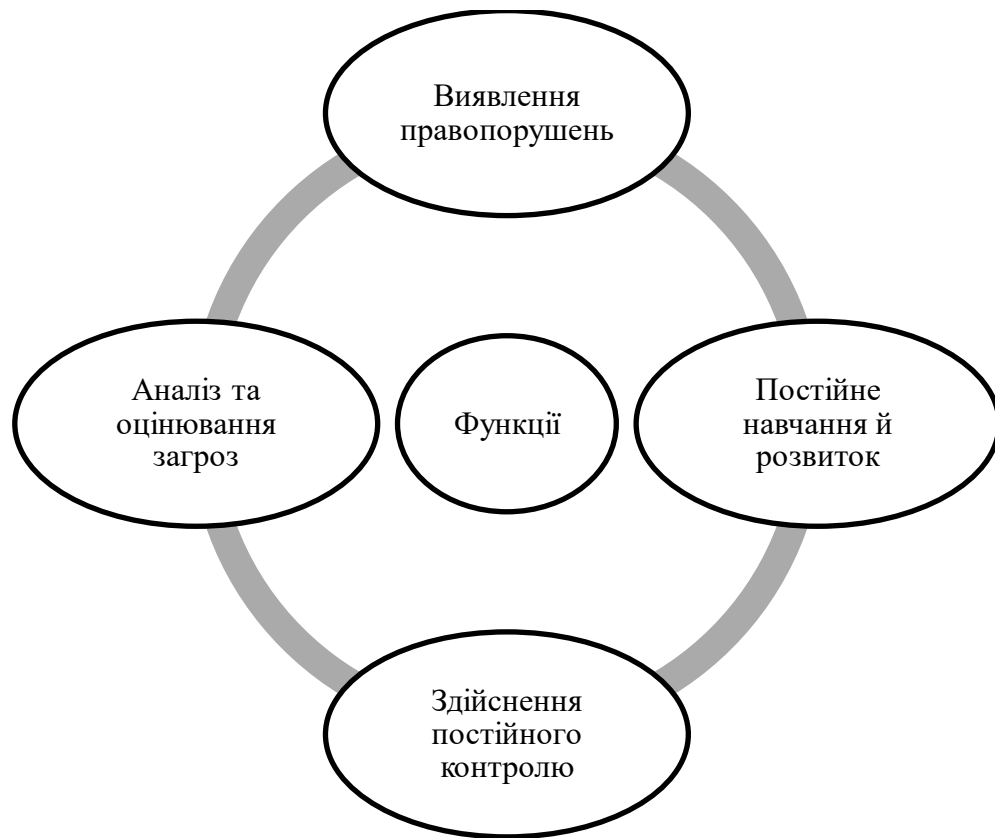 Виявлення
правопорушень
Аналіз та
оцінювання
загроз
Функції
Постійне
навчання й
розвиток
Здійснення
постійного
контролю